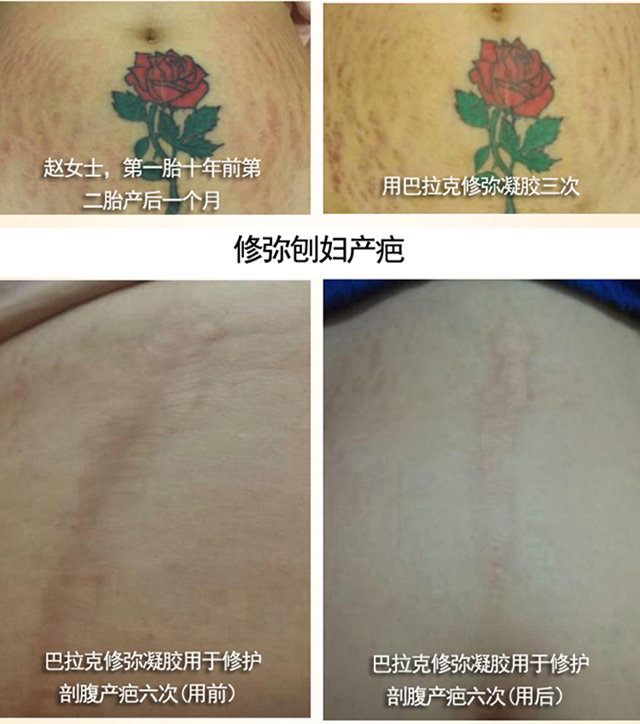 赵女士，第一胎十年前第
二胎产后一个月
用巴拉克修弥凝胶三次
修弥刨妇产疤
巴拉克修弥凝胶用于修护
剖腹产疤六次(用前)
巴拉克修弥凝胶用于修护
剖腹产疤六次(用后)